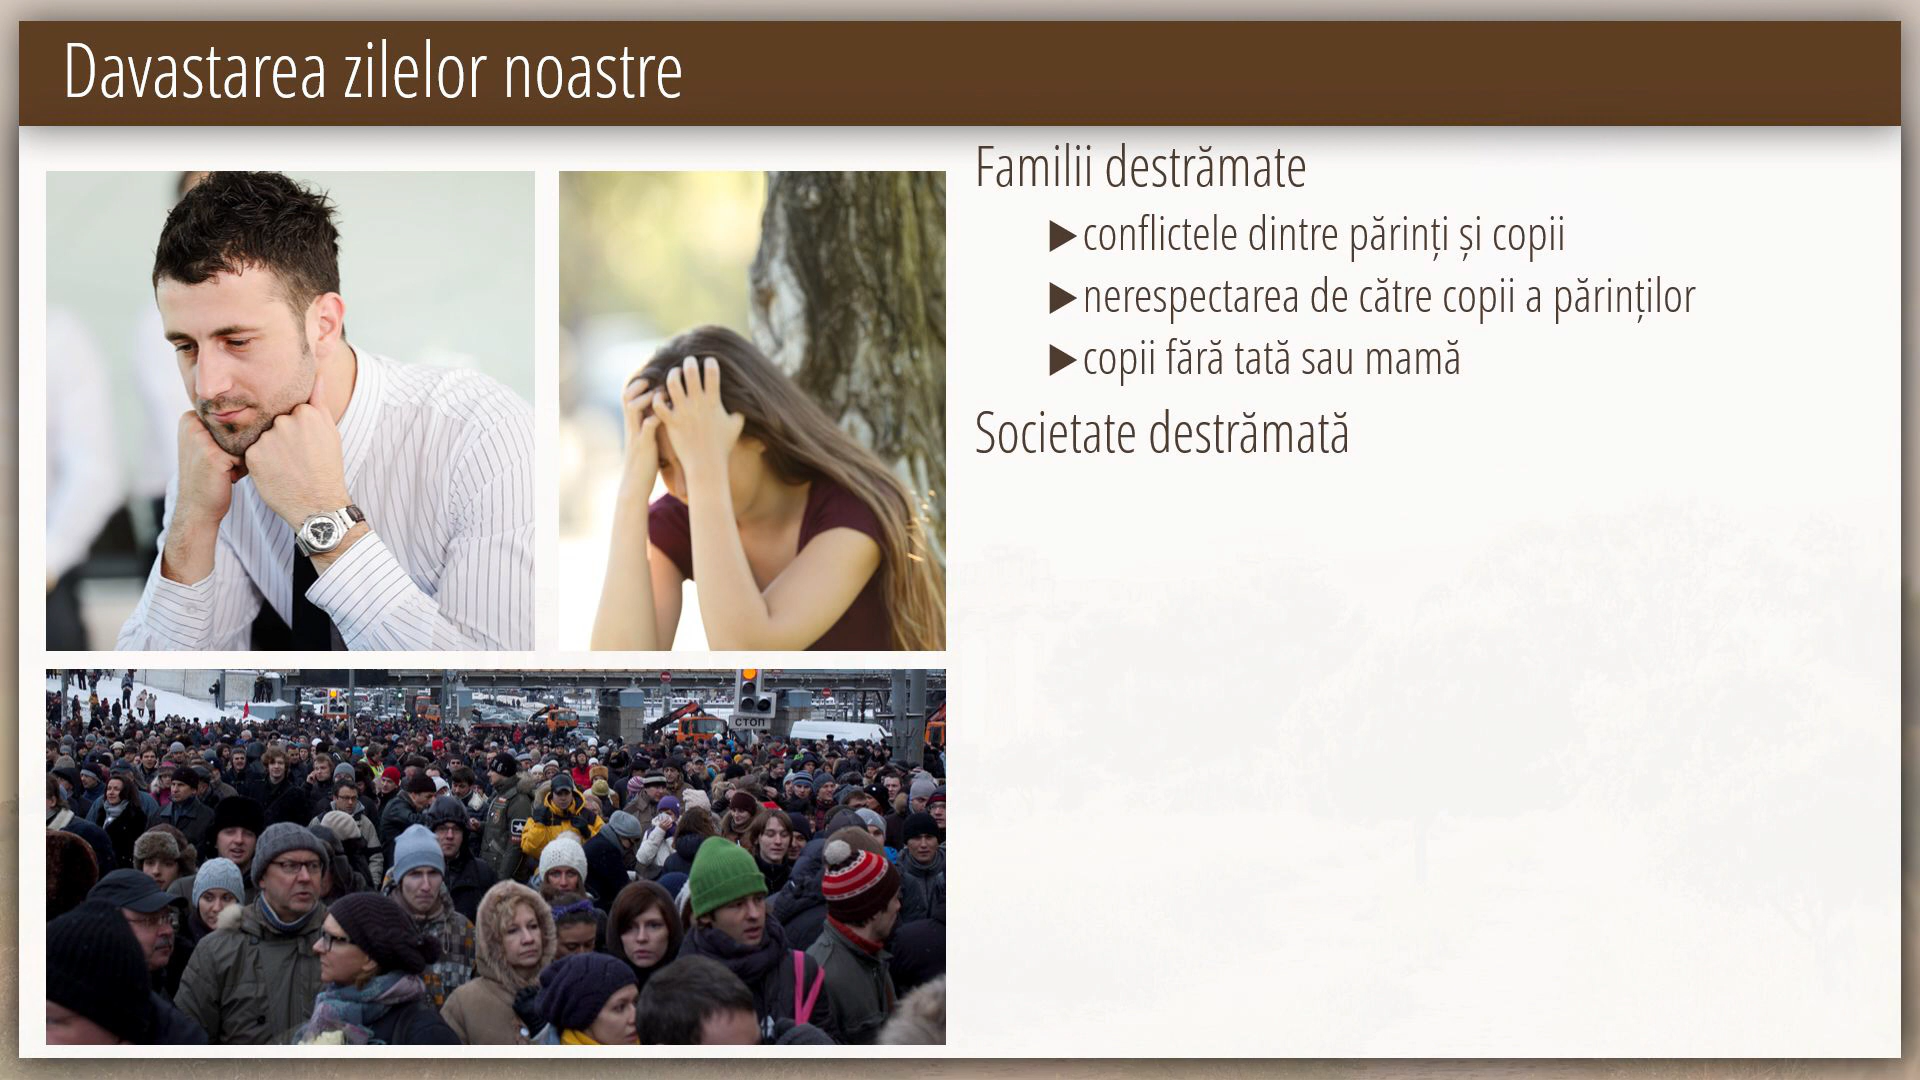 Davastarea zilelor noastre
Familii destrămate
▶conflictele dintre părinți și copii
▶nerespectarea de către copii a părinților
▶copii fără tată sau mamă
Societate destrămată
СТОП